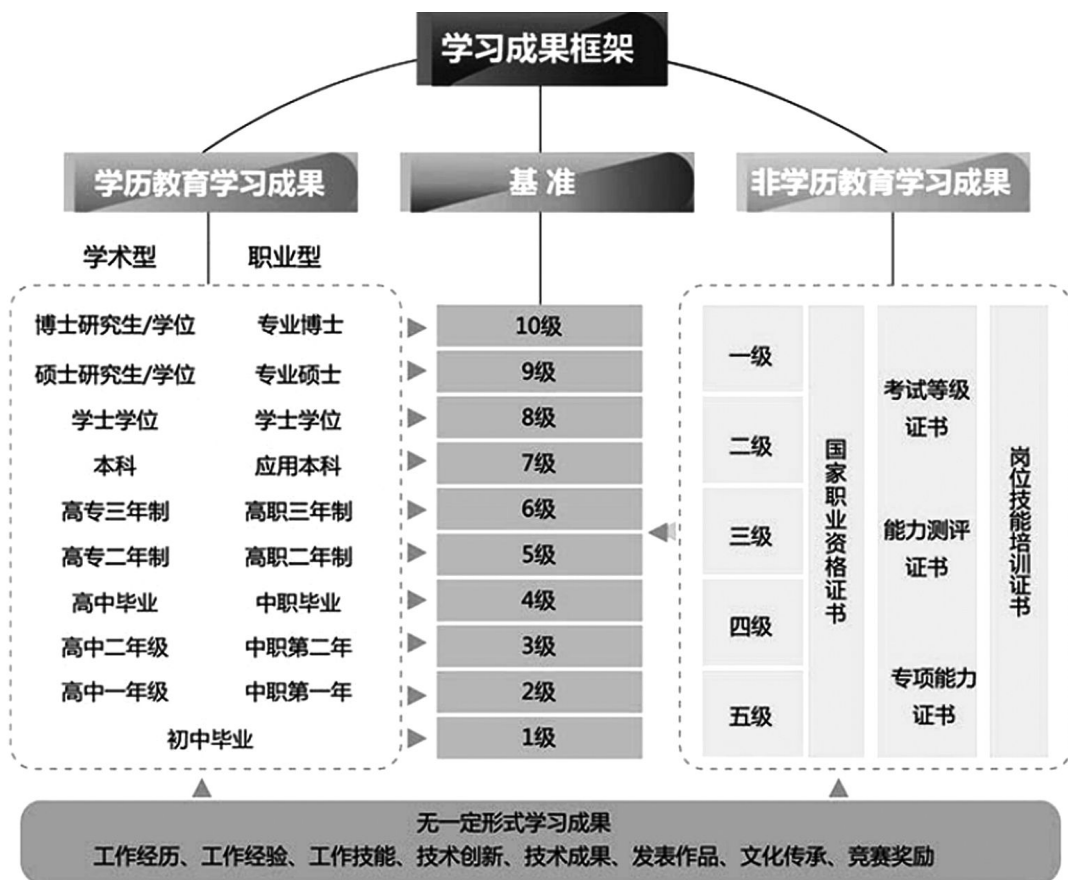 学习成果框架
学历教育学习成果
基 准
非学历教育学习成果
学术型 职业型
博士研究生/学位 专业博士
硕士研究生/学位 专业硕士
学士学位 学士学位
本科 应用本科
高专三年制 高职三年制
高专二年制 高职二年制
高中毕业 中职毕业
高中二年级 中职第二年
高中一年级 中职第一年
初中毕业
10级
9级
8级
7级
6级
5级
4级
3级
2级
1级
一级
二级
三级
四级
五级
国家职业资格证书
考试等级
证书
能力测评
证书
专项能力
证书
岗位技能培训证书
无一定形式学习成果
工作经历、工作经验、工作技能、技术创新、技术成果、发表作品、文化传承、竞赛奖励